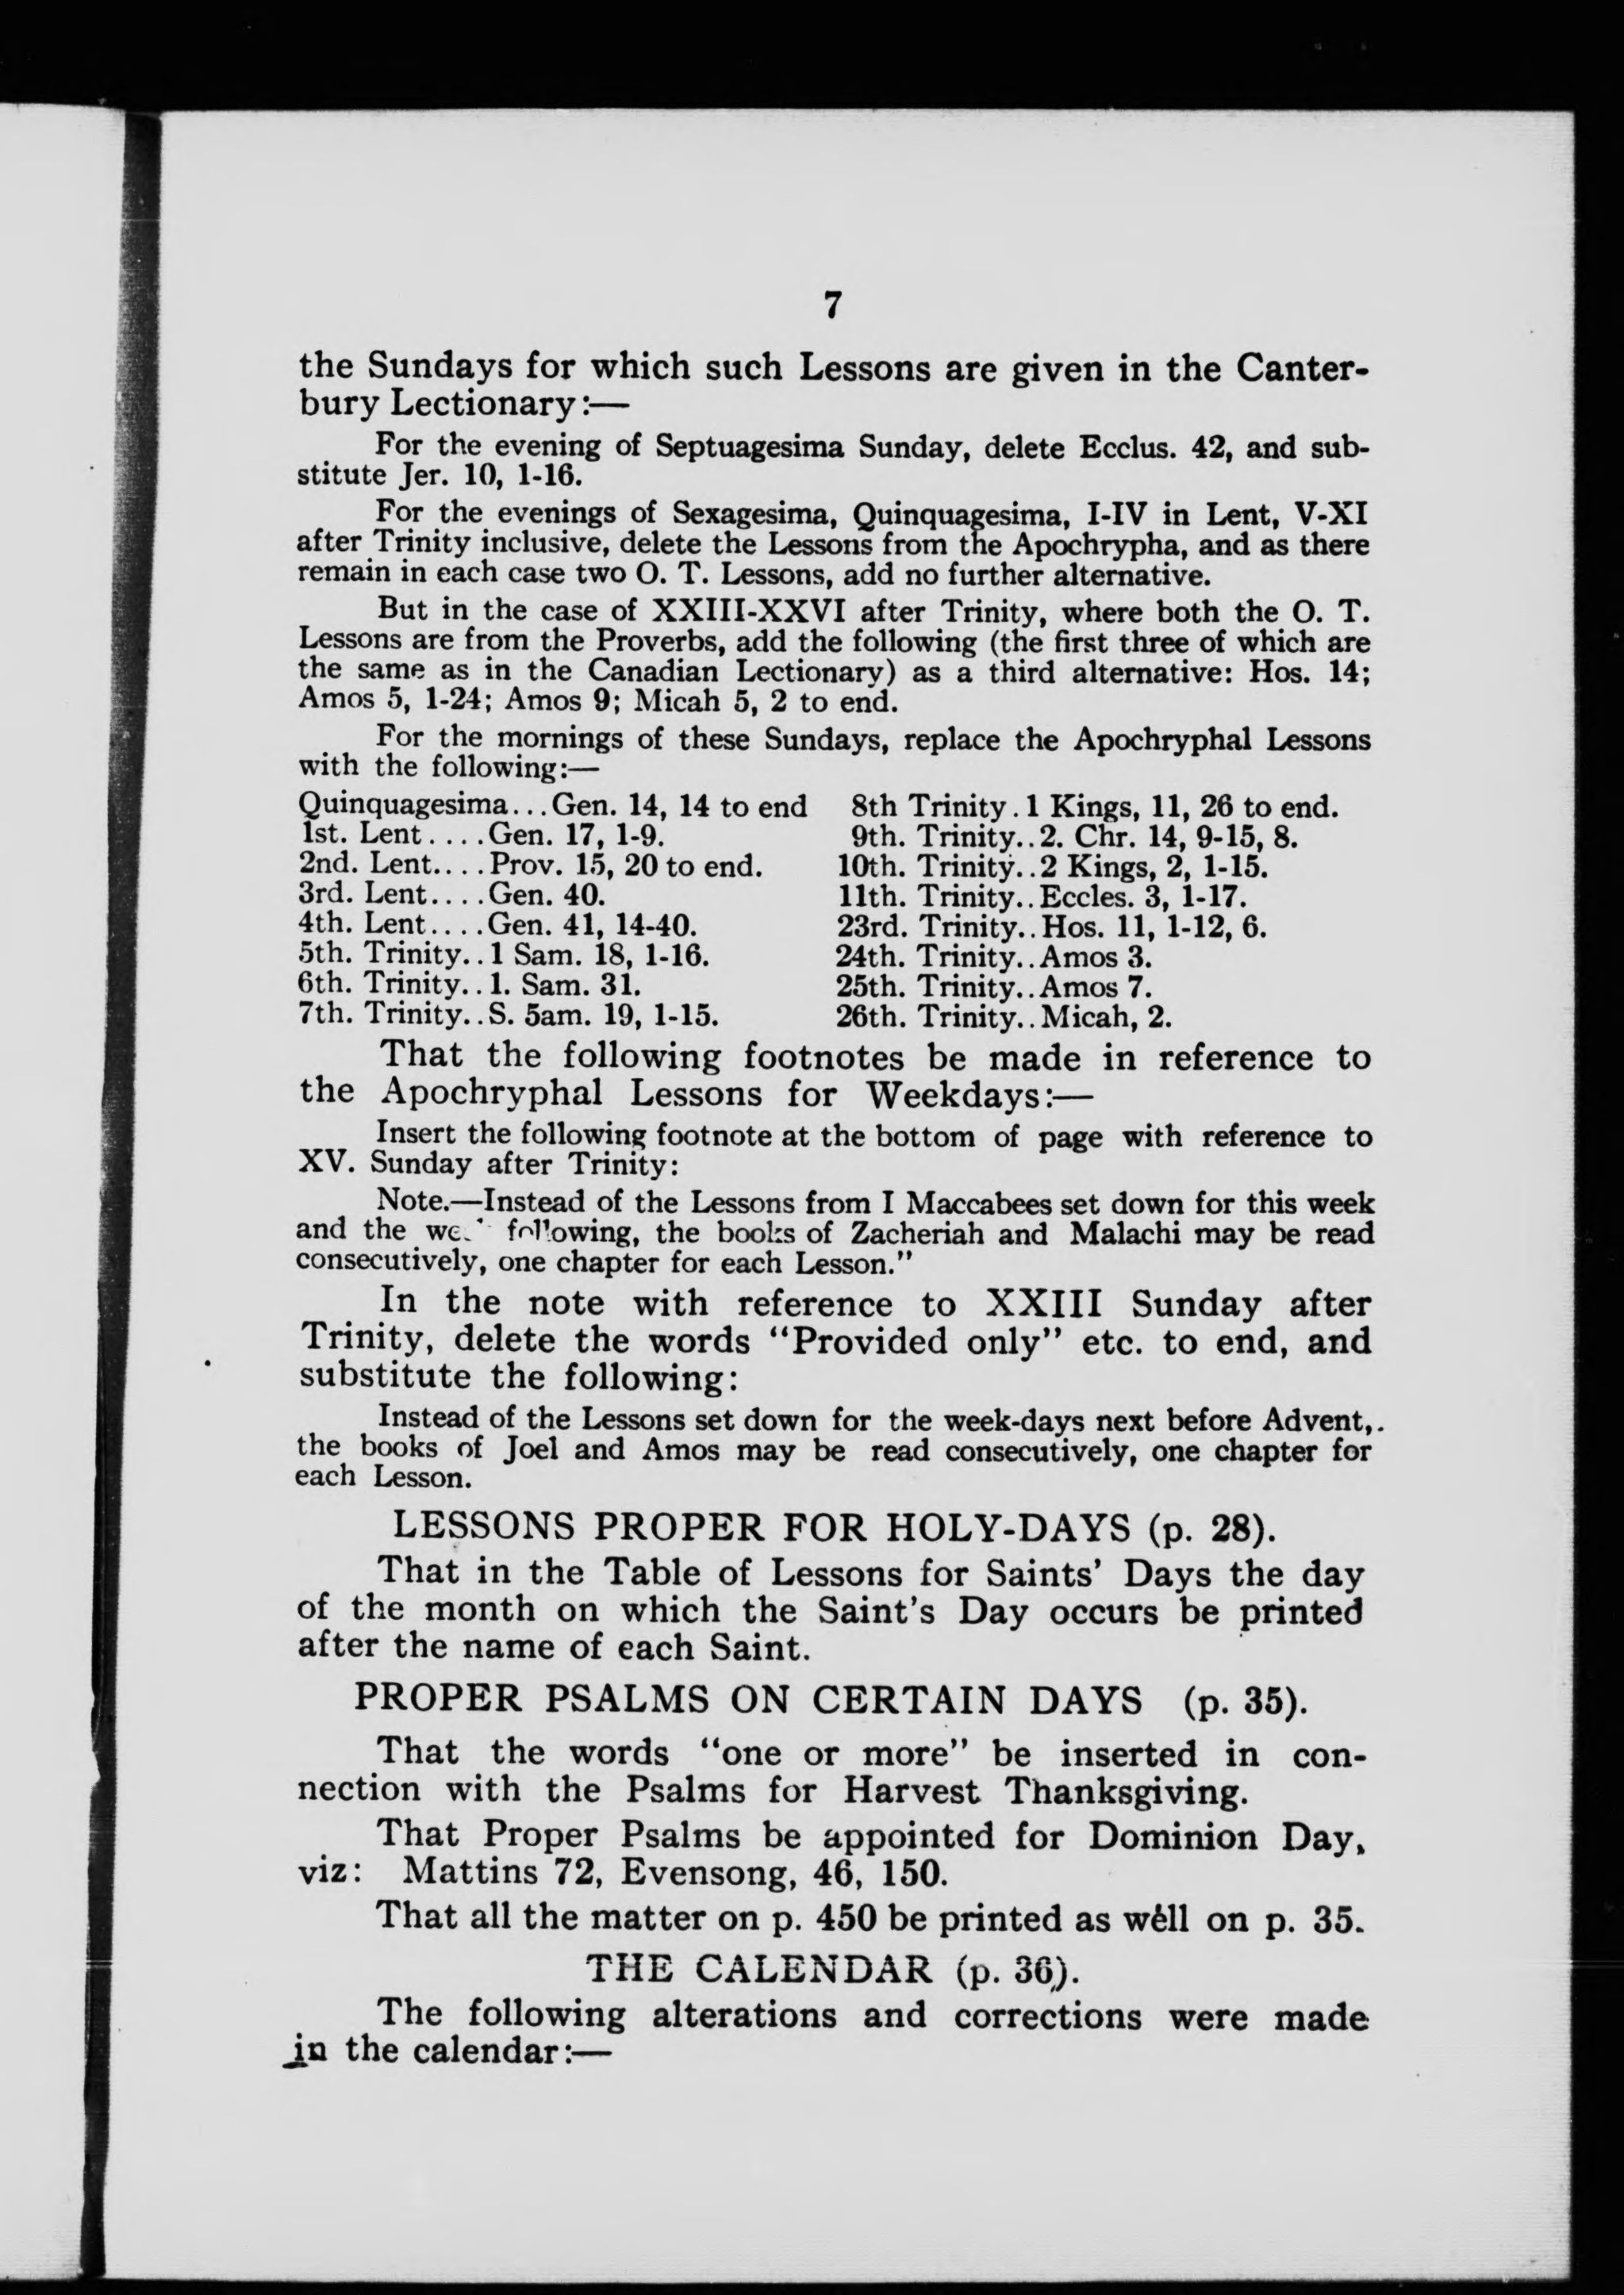 7
the Sundays for which such Lessons are given in the Canter-
bury Lectionary:—
For the evening of Septuagesima Sunday, delete Ecclus. 42, and sub-
stitute Jer. 10, 1-16.
For the evenings of Sexagesima, Quinquagesima, I-IV in Lent, V-XI
after Trinity inclusive, delete the Lessons from the Apochrypha, and as there
remain in each case two O. T. Lessons, add no further alternative.
But in the case of XXIII-XXVI after Trinity, where both the O. T.
Lessons are from the Proverbs, add the following (the first three of which are
the same as in the Canadian Lectionary) as a third alternative: Hos. 14;
Amos 5, 1-24; Amos 9; Micah 5, 2 to end.
For the mornings of these Sundays, replace the Apochryphal Lessons
with the following:—
Quinquagesima...Gen. 14, 14 to end
1st. Lent....Gen. 17, 1-9.
2nd. Lent....Prov. 15, 20 to end.
3rd. Lent....Gen. 40.
4th. Lent....Gen. 41, 14-40.
5th. Trinity..1 Sam. 18, 1-16.
6th. Trinity..1. Sam. 31.
7th. Trinity..S. 5am. 19, 1-15.
8th Trinity.1 Kings, 11, 26 to end.
9th. Trinity..2. Chr. 14, 9-15, 8.
10th. Trinity..2 Kings, 2, 1-15.
11th. Trinity..Eccles. 3, 1-17.
23rd. Trinity..Hos. 11, 1-12, 6.
24th. Trinity..Amos 3.
25th. Trinity..Amos 7.
26th. Trinity..Micah, 2.
That the following footnotes be made in reference to
the Apochryphal Lessons for Weekdays:—
Insert the following footnote at the bottom of page with reference to
XV. Sunday after Trinity:
Note.—Instead of the Lessons from I Maccabees set down for this week
and the following, the books of Zacheriah and Malachi may be read
consecutively, one chapter for each Lesson."
In the note with reference to XXIII Sunday after
Trinity, delete the words "Provided only" etc. to end, and
substitute the following:
Instead of the Lessons set down for the week-days next before Advent,.
the books of Joel and Amos may be read consecutively, one chapter for
each Lesson.
LESSONS PROPER FOR HOLY-DAYS (p. 28).
That in the Table of Lessons for Saints' Days the day
of the month on which the Saint's Day occurs be printed
after the name of each Saint.
PROPER PSALMS ON CERTAIN DAYS (p. 35).
That the words "one or more" be inserted in con-
nection with the Psalms for Harvest Thanksgiving.
That Proper Psalms be appointed for Dominion Day,
viz: Mattins 72, Evensong, 46, 150.
That all the matter on p. 450 be printed as well on p. 35.
THE CALENDAR (p. 36).
The following alterations and corrections were made
in the calendar:—